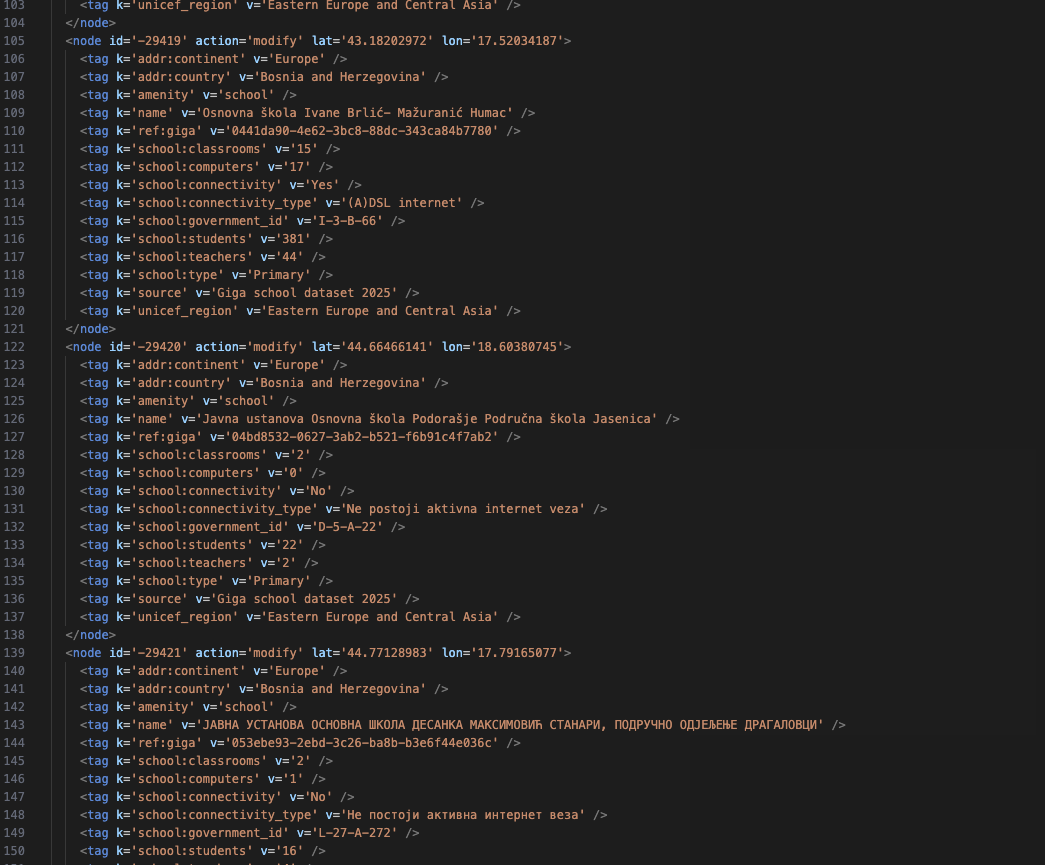 103 <tag k='unicef_region' v='Eastern Europe and Central Asia' />
104 </node>
105 <node id='-29419' action='modify' lat='43.18202972' lon='17.52034187'>
106 <tag k='addr:continent' v='Europe' />
107 <tag k='addr:country' v='Bosnia and Herzegovina' />
108 <tag k='amenity' v='school' />
109 <tag k='name' v='Osnovna škola Ivane Brlić- Mažuranić Humac' />
110 <tag k='ref:giga' v='0441da90-4e62-3bc8-88dc-343ca84b7780' />
111 <tag k='school:classrooms' v='15' />
112 <tag k='school:computers' v='17' />
113 <tag k='school:connectivity' v='Yes' />
114 <tag k='school:connectivity_type' v='(A)DSL internet' />
115 <tag k='school:government_id' v='I-3-B-66' />
116 <tag k='school:students' v='381' />
117 <tag k='school:teachers' v='44' />
118 <tag k='school:type' v='Primary' />
119 <tag k='source' v='Giga school dataset 2025' />
120 <tag k='unicef_region' v='Eastern Europe and Central Asia' />
121 </node>
122 <node id='-29420' action='modify' lat='44.66466141' lon='18.60380745'>
123 <tag k='addr:continent' v='Europe' />
124 <tag k='addr:country' v='Bosnia and Herzegovina' />
125 <tag k='amenity' v='school' />
126 <tag k='name' v='Javna ustanova Osnovna škola Podorašje Područna škola Jasenica' />
127 <tag k='ref:giga' v='04bd8532-0627-3ab2-b521-f6b91c4f7ab2' />
128 <tag k='school:classrooms' v='2' />
129 <tag k='school:computers' v='0' />
130 <tag k='school:connectivity' v='No' />
131 <tag k='school:connectivity_type' v='Ne postoji aktivna internet veza' />
132 <tag k='school:government_id' v='D-5-A-22' />
133 <tag k='school:students' v='22' />
134 <tag k='school:teachers' v='2' />
135 <tag k='school:type' v='Primary' />
136 <tag k='source' v='Giga school dataset 2025' />
137 <tag k='unicef_region' v='Eastern Europe and Central Asia' />
138 </node>
139 <node id='-29421' action='modify' lat='44.77128983' lon='17.79165077'>
140 <tag k='addr:continent' v='Europe' />
141 <tag k='addr:country' v='Bosnia and Herzegovina' />
142 <tag k='amenity' v='school' />
143 <tag k='name' v='ЈАВНА УСТАНОВА ОСНОВНА ШКОЛА ДЕСАНКА МАКСИМОВИЋ СТАНАРИ, ПОДРУЧНО ОДЈЕЉЕЊЕ ДРАГАЛОВЦИ' />
144 <tag k='ref:giga' v='053ebe93-2ebd-3c26-ba8b-b3e6f44e036c' />
145 <tag k='school:classrooms' v='2' />
146 <tag k='school:computers' v='1' />
147 <tag k='school:connectivity' v='No' />
148 <tag k='school:connectivity_type' v='Не постоји активна интернет веза' />
149 <tag k='school:government_id' v='L-27-A-272' />
150 <tag k='school:students' v='16' />